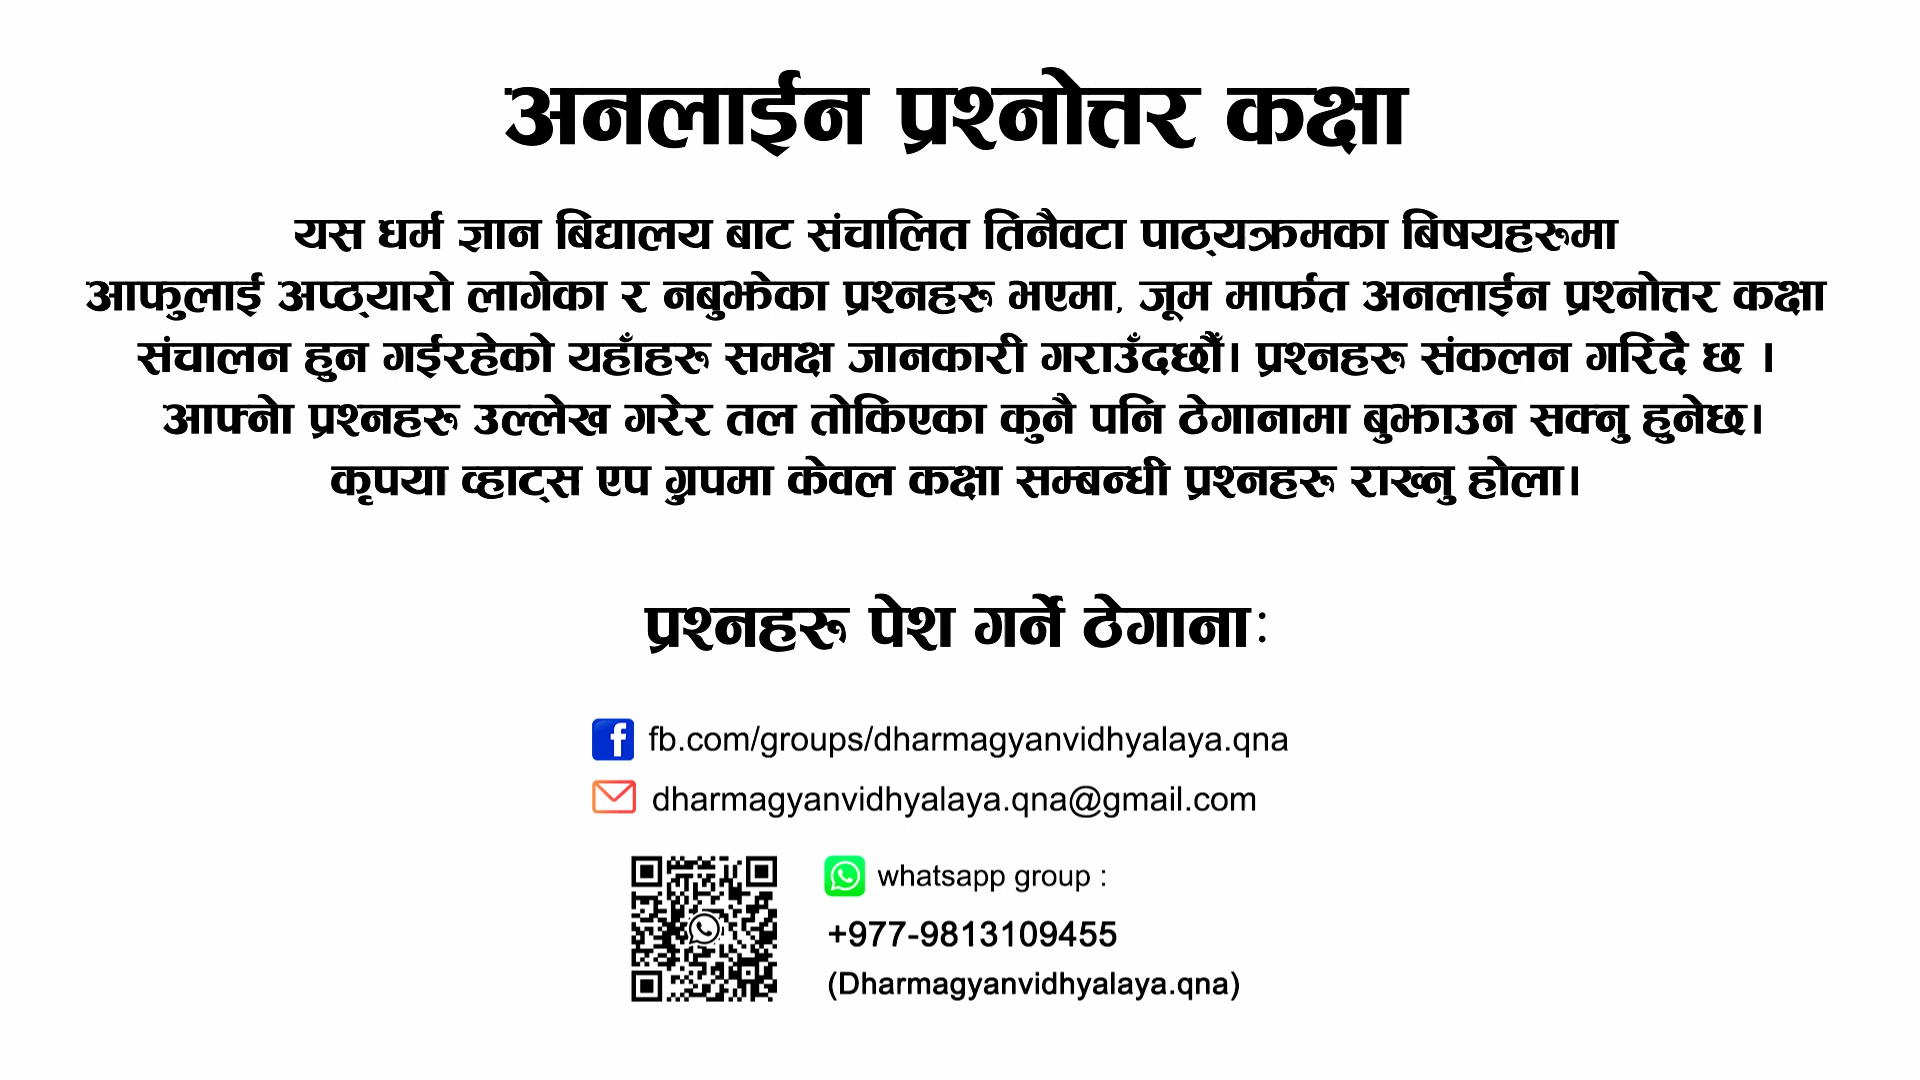 अनलाईन प्रश्नोत्तर कक्षा
यस धर्म ज्ञान बिद्यालय बाट संचालित तिनैवटा पाठ्यक्रमका बिषयहरुमा
आफुलाई अप्ठ्यारो लागेका र नबुझेका प्रश्नहरु भएमा, जूम मार्फत अनलाईन प्रश्नोत्तर कक्षा
संचालन हुन गईरहेको यहाँहरु समक्ष जानकारी गराउँदछौँ। प्रश्नहरु संकलन गरिदै छ ।
आफ्नो प्रश्नहरु उल्लेख गरेर तल तोकिएका कुनै पनि ठेगानामा बुझाउन सक्नु हुनेछ।
कृपया व्हाट्स एप ग्रुपमा केवल कक्षा सम्बन्धी प्रश्नहरु राख्नु होला।
प्रश्नहरु पेश गर्ने ठेगानाः
fb.com/groups/dharmagyanvidhyalaya.qna
dharmagyanvidhyalaya.qna@gmail.com
whatsapp group :
+977-9813109455
(Dharmagyanvidhyalaya.qna)